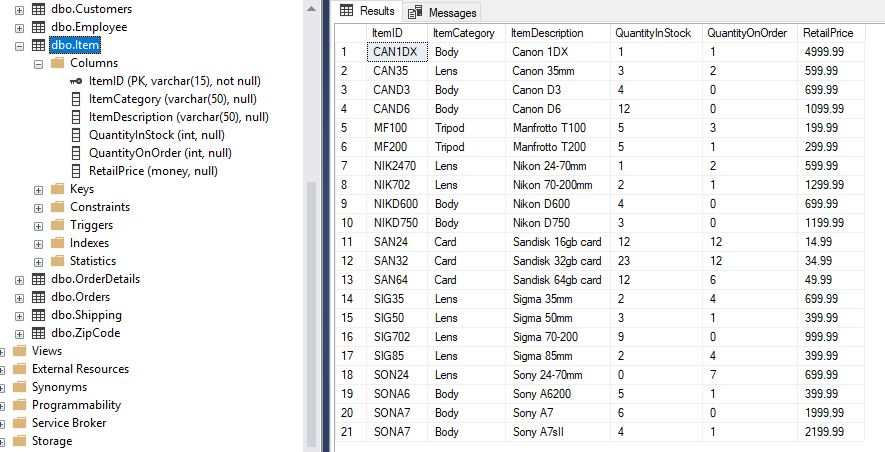 dbo.Customers
dbo.Employee
dbo.Item
Columns
ItemID (PK, varchar(15), not null)
ItemCategory (varchar(50), null)
ItemDescription (varchar(50), null)
QuantityInStock (int, null)
QuantityOnOrder (int, null)
RetailPrice (money, null)
Keys
Constraints
Triggers
Indexes
Statistics
dbo.OrderDetails
dbo.Orders
dbo.Shipping
dbo.ZipCode
Views
External Resources
Synonyms
Programmability
Service Broker
Storage
Results Messages
ItemID ItemCategory ItemDescription QuantityInStock QuantityOnOrder RetailPrice
1 CAN1DX Body Canon 1DX 1 1 4999.99
2 CAN35 Lens Canon 35mm 3 2 599.99
3 CAND3 Body Canon D3 4 0 699.99
4 CAND6 Body Canon D6 12 0 1099.99
5 MF100 Tripod Manfrotto T100 5 3 199.99
6 MF200 Tripod Manfrotto T200 5 1 299.99
7 NIK2470 Lens Nikon 24-70mm 1 2 599.99
8 NIK702 Lens Nikon 70-200mm 2 1 1299.99
9 NIKD600 Body Nikon D600 4 0 699.99
10 NIKD750 Body Nikon D750 3 0 1199.99
11 SAN24 Card Sandisk 16gb card 12 12 14.99
12 SAN32 Card Sandisk 32gb card 23 12 34.99
13 SAN64 Card Sandisk 64gb card 12 6 49.99
14 SIG35 Lens Sigma 35mm 2 4 699.99
15 SIG50 Lens Sigma 50mm 3 1 399.99
16 SIG702 Lens Sigma 70-200 9 0 999.99
17 SIG85 Lens Sigma 85mm 2 4 399.99
18 SON24 Lens Sony 24-70mm 0 7 699.99
19 SONA6 Body Sony A6200 5 1 399.99
20 SONA7 Body Sony A7 6 0 1999.99
21 SONA7 Body Sony A7sII 4 1 2199.99